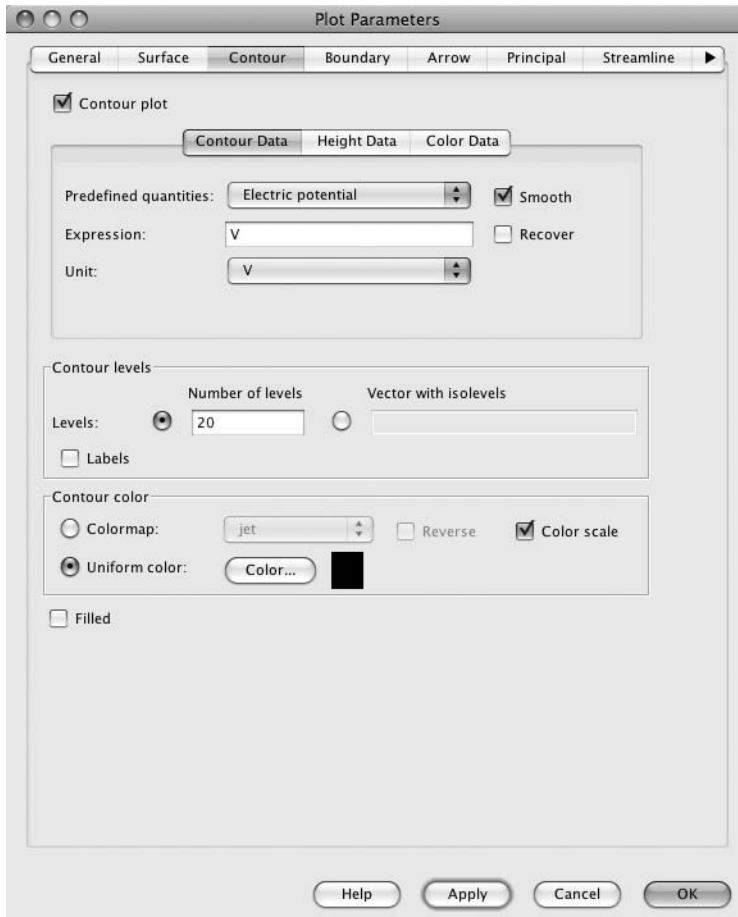 Plot Parameters
General Surface Contour Boundary Arrow Principal Streamline
Contour plot
Contour Data Height Data Color Data
Predefined quantities: Electric potential Smooth
Expression: V Recover
Unit: V
Contour levels
Number of levels Vector with isolevels
Levels: 20
Labels
Contour color
Colormap: jet Reverse Color scale
Uniform color: Color...
Filled
Help Apply Cancel OK